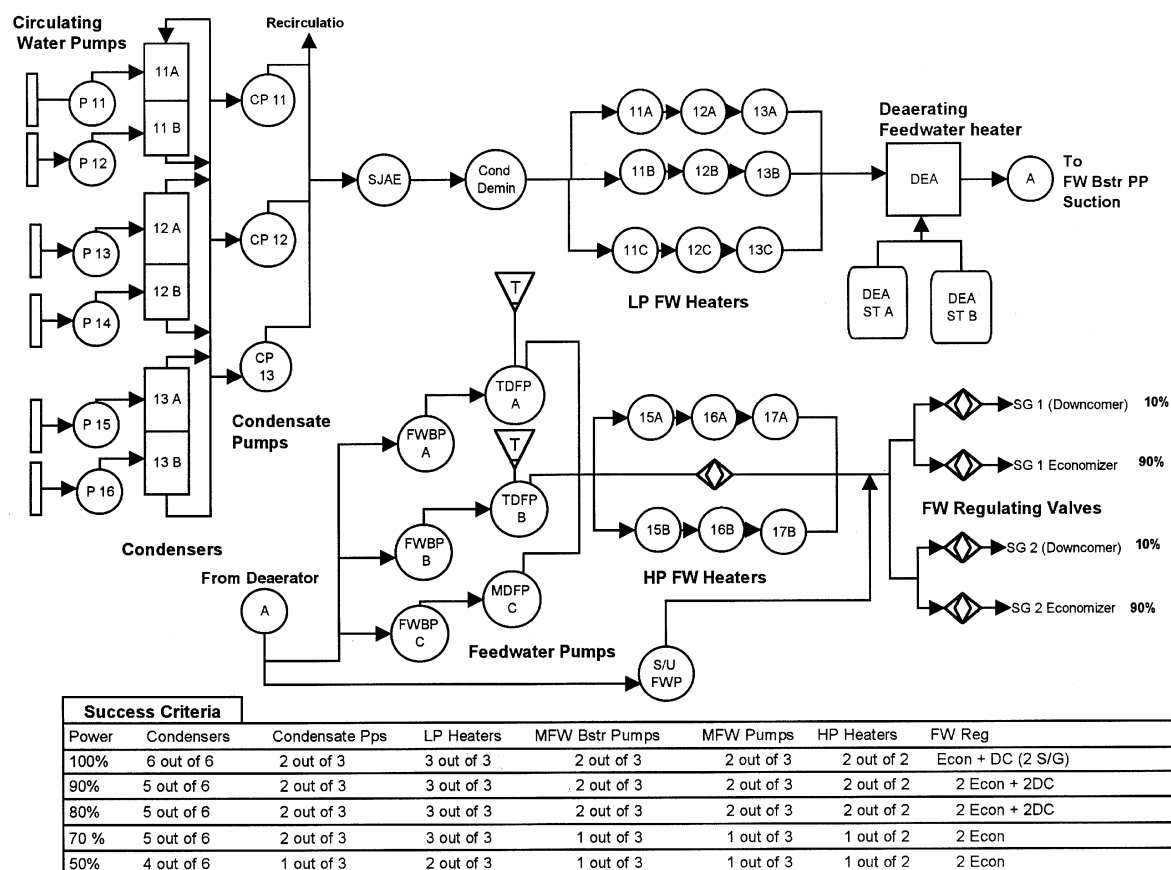 Circulating
Water Pumps
Recirculatio
P 11
P 12
P 13
P 14
P 15
P 16
11A
11 B
12 A
12 B
13 A
13 B
Condensers
CP 11
CP 12
CP
13
Condensate
Pumps
SJAE
Cond
Demin
11A
12A
13A
11B
12B
13B
11C
12C
13C
LP FW Heaters
Deaerating
Feedwater heater
DEA
DEA
ST A
DEA
ST B
A
To
FW Bstr PP
Suction
From Deaerator
A
FWBP
A
FWBP
B
FWBP
C
T
TDFP
A
T
TDFP
B
MDFP
C
Feedwater Pumps
S/U
FWP
15A
16A
17A
15B
16B
17B
HP FW Heaters
SG 1 (Downcomer) 10%
SG 1 Economizer 90%
FW Regulating Valves
SG 2 (Downcomer) 10%
SG 2 Economizer 90%
Success Criteria
Power Condensers Condensate Pps LP Heaters MFW Bstr Pumps MFW Pumps HP Heaters FW Reg
100% 6 out of 6 2 out of 3 3 out of 3 2 out of 3 2 out of 3 2 out of 2 Econ + DC (2 S/G)
90% 5 out of 6 2 out of 3 3 out of 3 2 out of 3 2 out of 3 2 out of 2 2 Econ + 2DC
80% 5 out of 6 2 out of 3 3 out of 3 2 out of 3 2 out of 3 2 out of 2 2 Econ + 2DC
70 % 5 out of 6 2 out of 3 3 out of 3 1 out of 3 1 out of 3 1 out of 2 2 Econ
50% 4 out of 6 1 out of 3 2 out of 3 1 out of 3 1 out of 3 1 out of 2 2 Econ